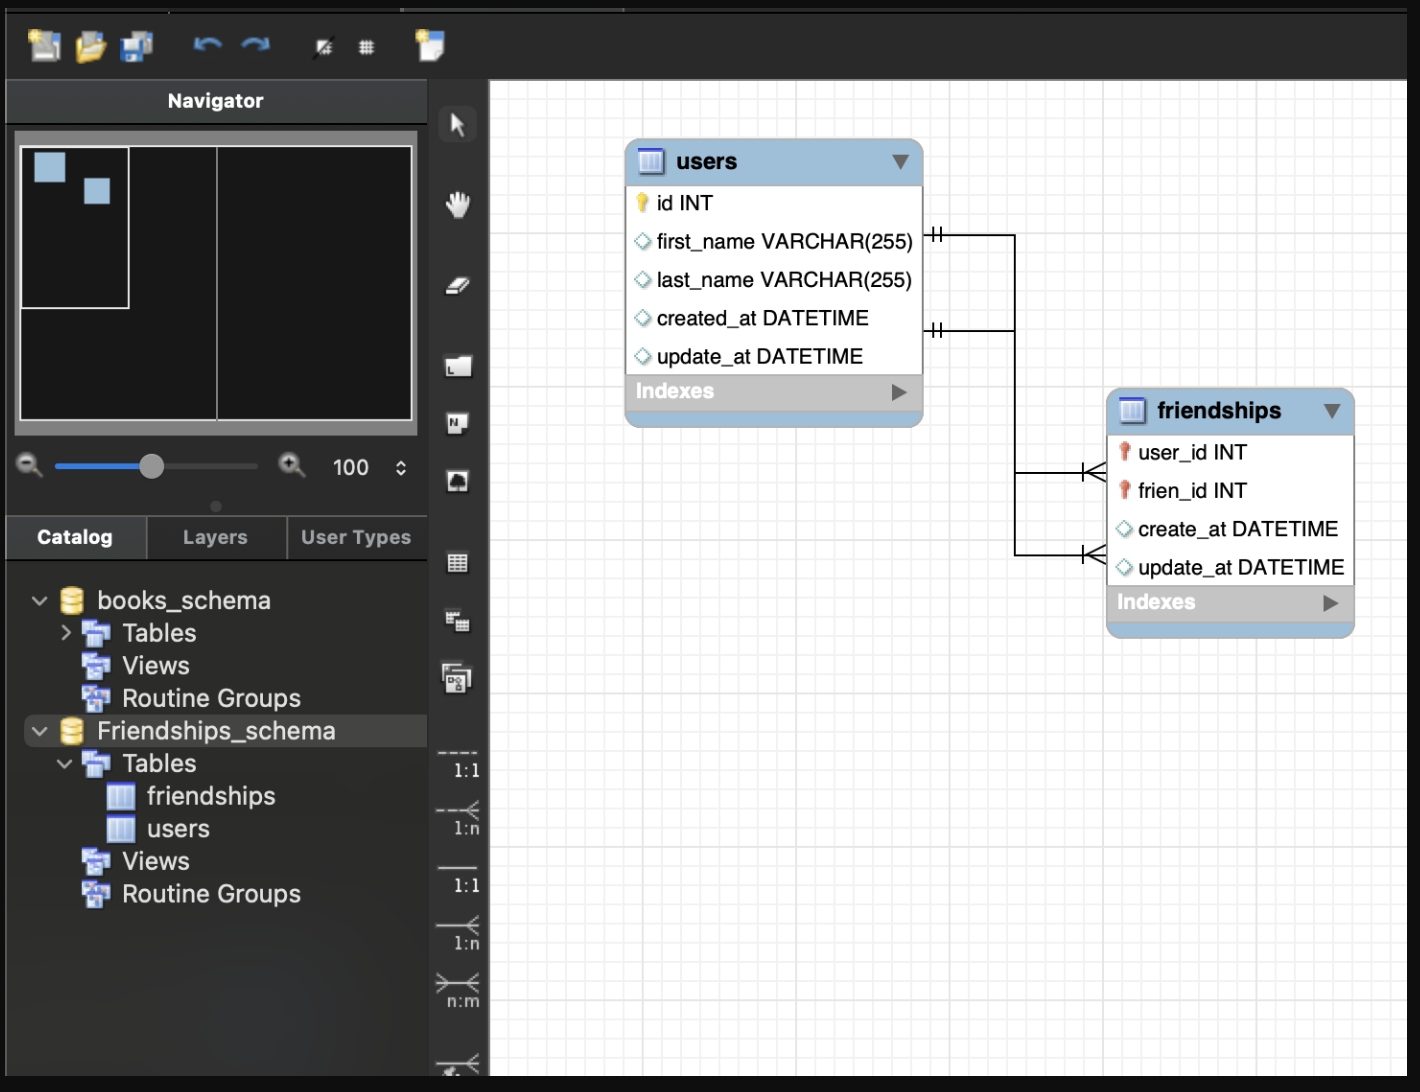 Navigator
100
Catalog
Layers
User Types
books_schema
Tables
Views
Routine Groups
Friendships_schema
Tables
friendships
users
Views
Routine Groups
L
N
1:1
1:n
1:1
1:n
n:m
users
id INT
first_name VARCHAR(255)
last_name VARCHAR(255)
created_at DATETIME
update_at DATETIME
Indexes
friendships
user_id INT
frien_id INT
create_at DATETIME
update_at DATETIME
Indexes